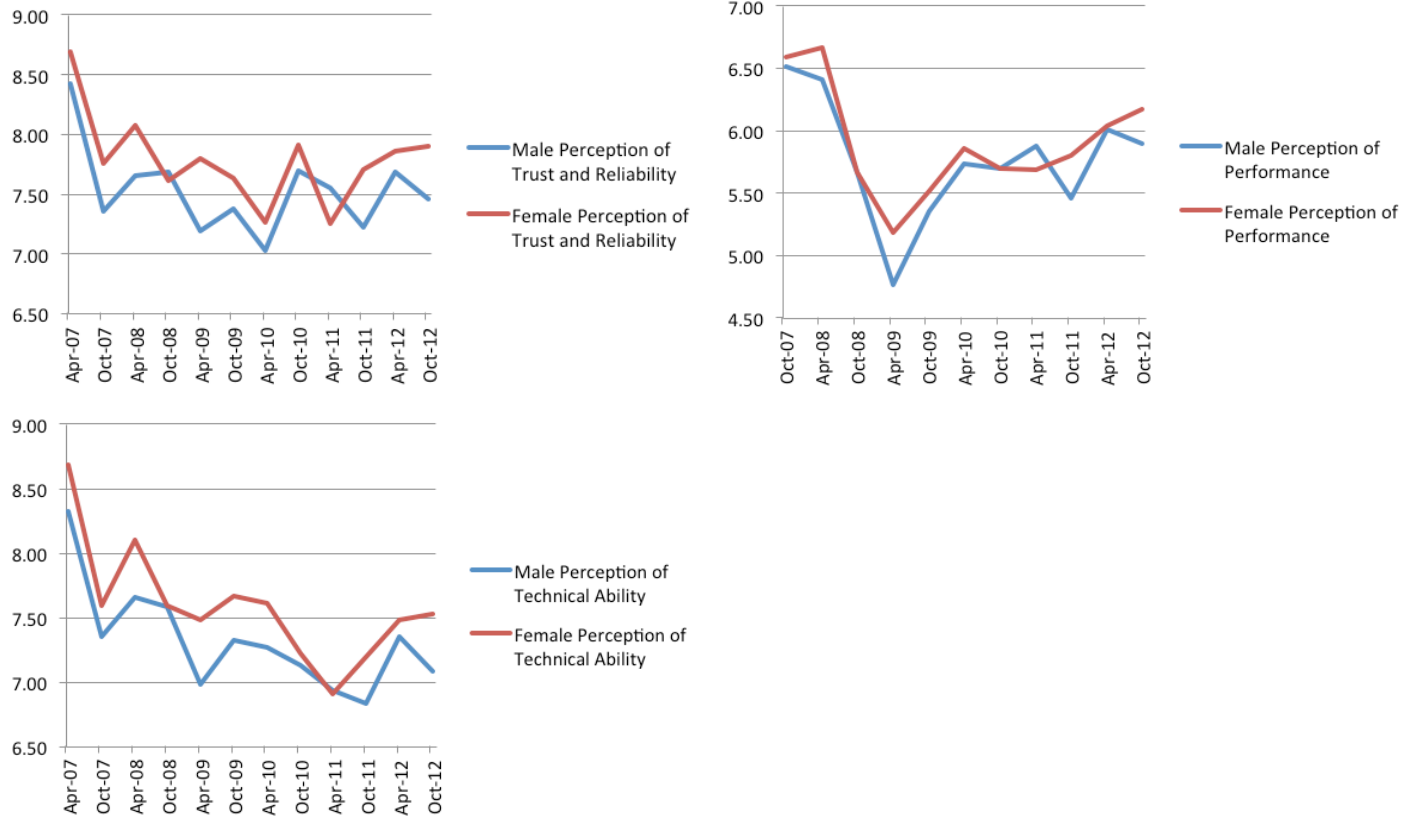 9.00
8.50
8.00
7.50
7.00
6.50
Apr-07
Oct-07
Apr-08
Oct-08
Apr-09
Oct-09
Apr-10
Oct-10
Apr-11
Oct-11
Apr-12
Oct-12
Male Perception of
Trust and Reliability
Female Perception of
Trust and Reliability
7.00
6.50
6.00
5.50
5.00
4.50
Oct-07
Apr-08
Oct-08
Apr-09
Oct-09
Apr-10
Oct-10
Apr-11
Oct-11
Apr-12
Oct-12
Male Perception of
Performance
Female Perception of
Performance
9.00
8.50
8.00
7.50
7.00
6.50
Apr-07
Oct-07
Apr-08
Oct-08
Apr-09
Oct-09
Apr-10
Oct-10
Apr-11
Oct-11
Apr-12
Oct-12
Male Perception of
Technical Ability
Female Perception of
Technical Ability